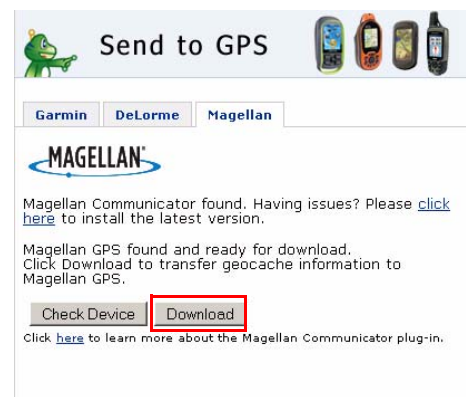 Send to GPS
Garmin DeLorme Magellan
MAGELLAN
Magellan Communicator found. Having issues? Please click
here to install the latest version.
Magellan GPS found and ready for download.
Click Download to transfer geocache information to
Magellan GPS.
Check Device Download
Click here to learn more about the Magellan Communicator plug-in.